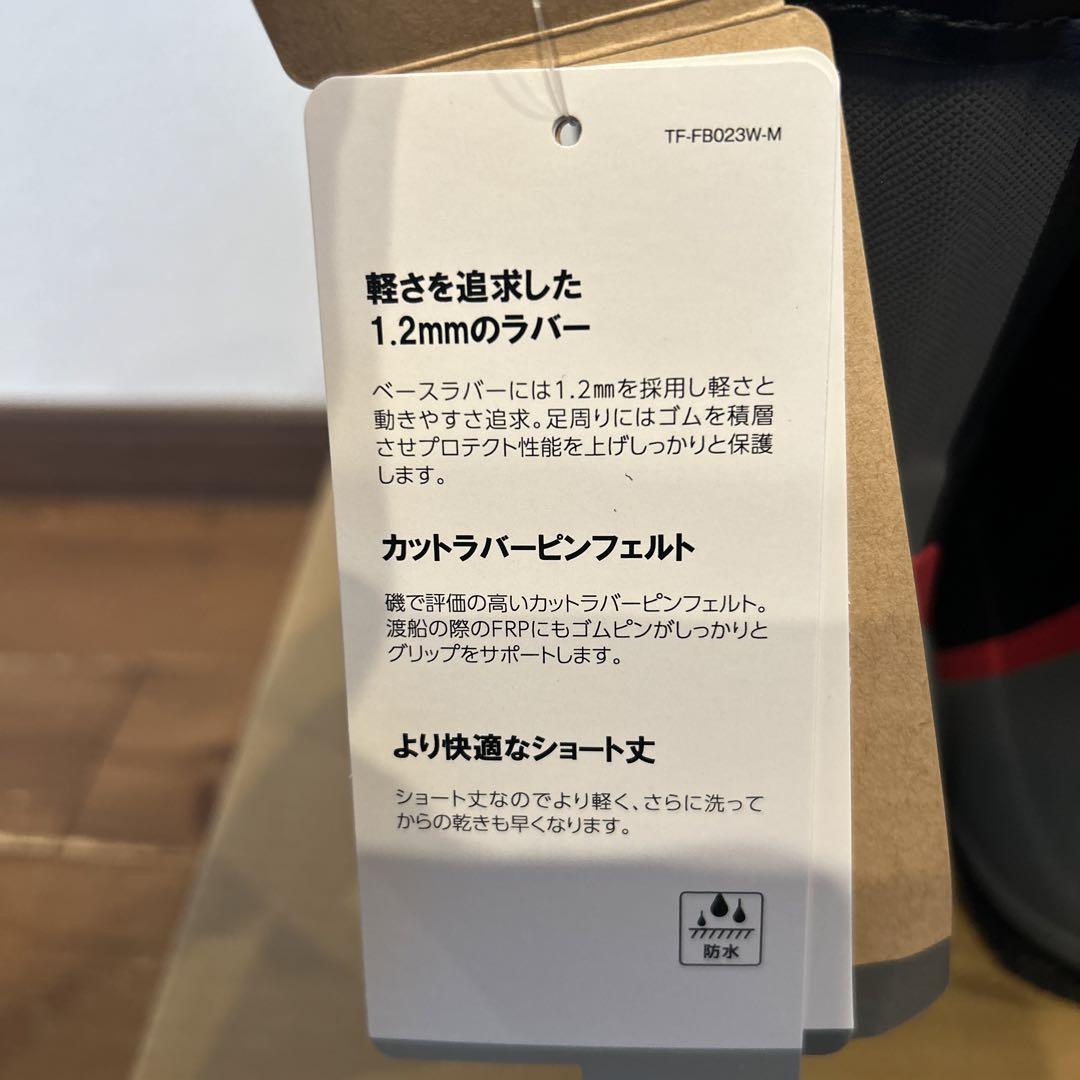 TF-FB023W-M
軽さを追求した
1.2mmのラバー
ベースラバーには1.2㎜を採用し軽さと
動きやすさ追求。足周りにはゴムを積層
させプロテクト性能を上げしっかりと保護
します。
カットラバーピンフェルト
磯で評価の高いカットラバーピンフェルト。
渡船の際のFRPにもゴムピンがしっかりと
グリップをサポートします。
より快適なショート丈
ショート丈なのでより軽く、さらに洗って
からの乾きも早くなります。
防水